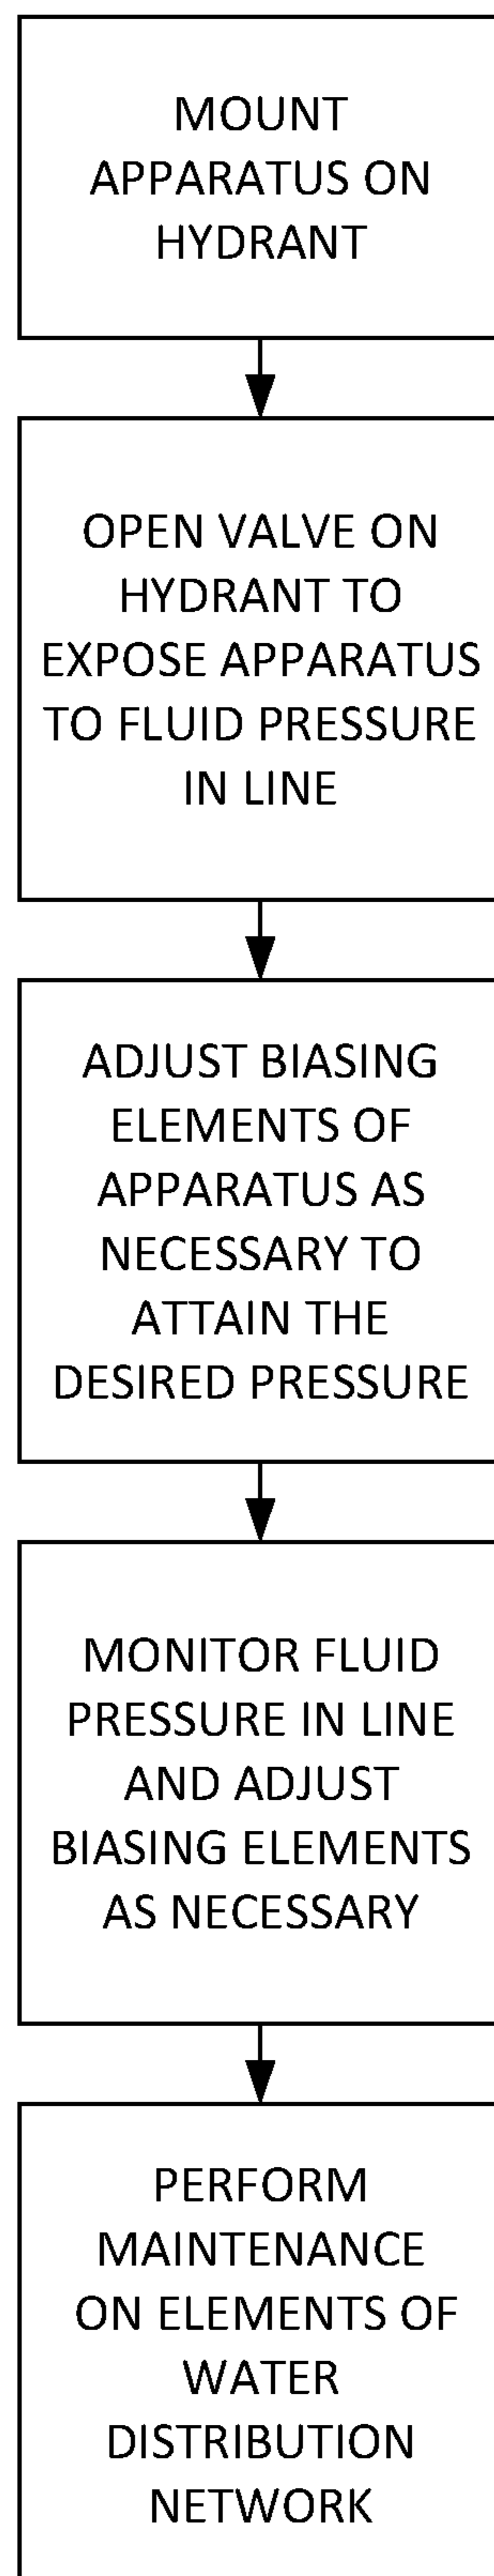 MOUNT
APPARATUS ON
HYDRANT
OPEN VALVE ON
HYDRANT TO
EXPOSE APPARATUS
TO FLUID PRESSURE
IN LINE
ADJUST BIASING
ELEMENTS OF
APPARATUS AS
NECESSARY TO
ATTAIN THE
DESIRED PRESSURE
MONITOR FLUID
PRESSURE IN LINE
AND ADJUST
BIASING ELEMENTS
AS NECESSARY
PERFORM
MAINTENANCE
ON ELEMENTS OF
WATER
DISTRIBUTION
NETWORK